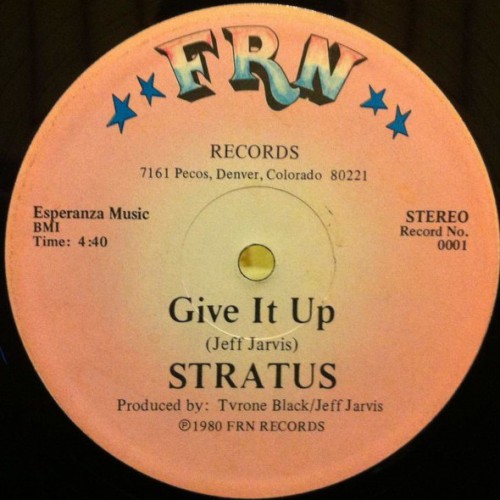 FRN
RECORDS
7161 Pecos, Denver, Colorado 80221
Esperanza Music
BMI
Time: 4:40
STEREO
Record No.
0001
Give It Up
(Jeff Jarvis)
STRATUS
Produced by: Tyrone Black/Jeff Jarvis
Ⓟ1980 FRN RECORDS